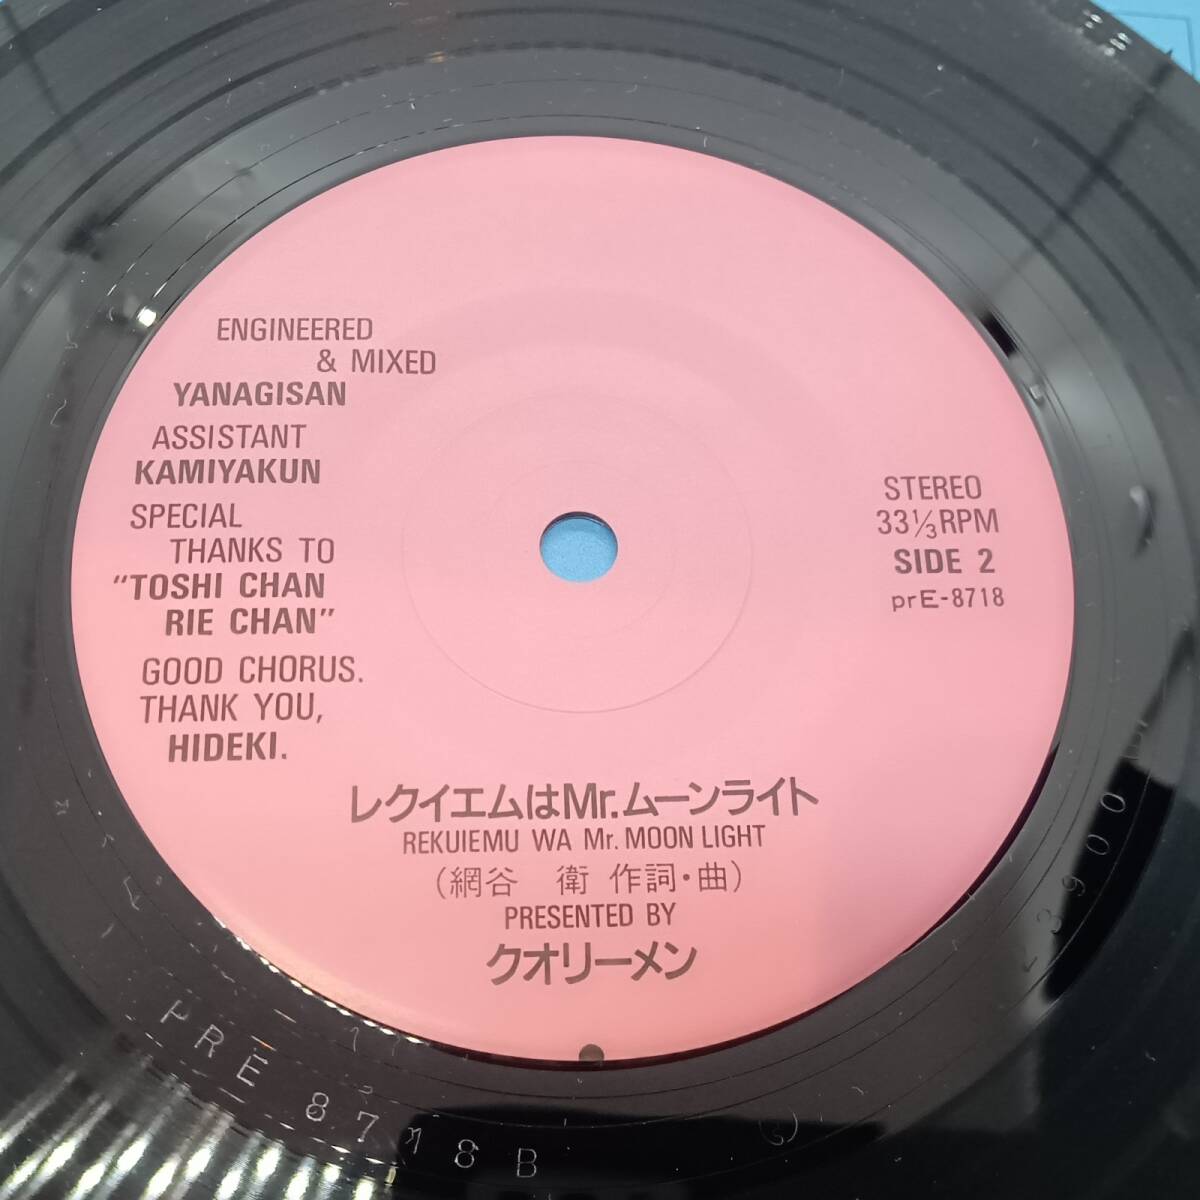 ENGINEERED
& MIXED
YANAGISAN
ASSISTANT
KAMIYAKUN
SPECIAL
THANKS TO
"TOSHI CHAN
RIE CHAN"
GOOD CHORUS.
THANK YOU,
HIDEKI.
STEREO
33⅓RPM
SIDE 2
prE-8718
レクイエムはMr.ムーンライト
REKUIEMU WA Mr. MOON LIGHT
(網谷 衛 作詞・曲)
PRESENTED BY
クオリーメン
PRE 8718B